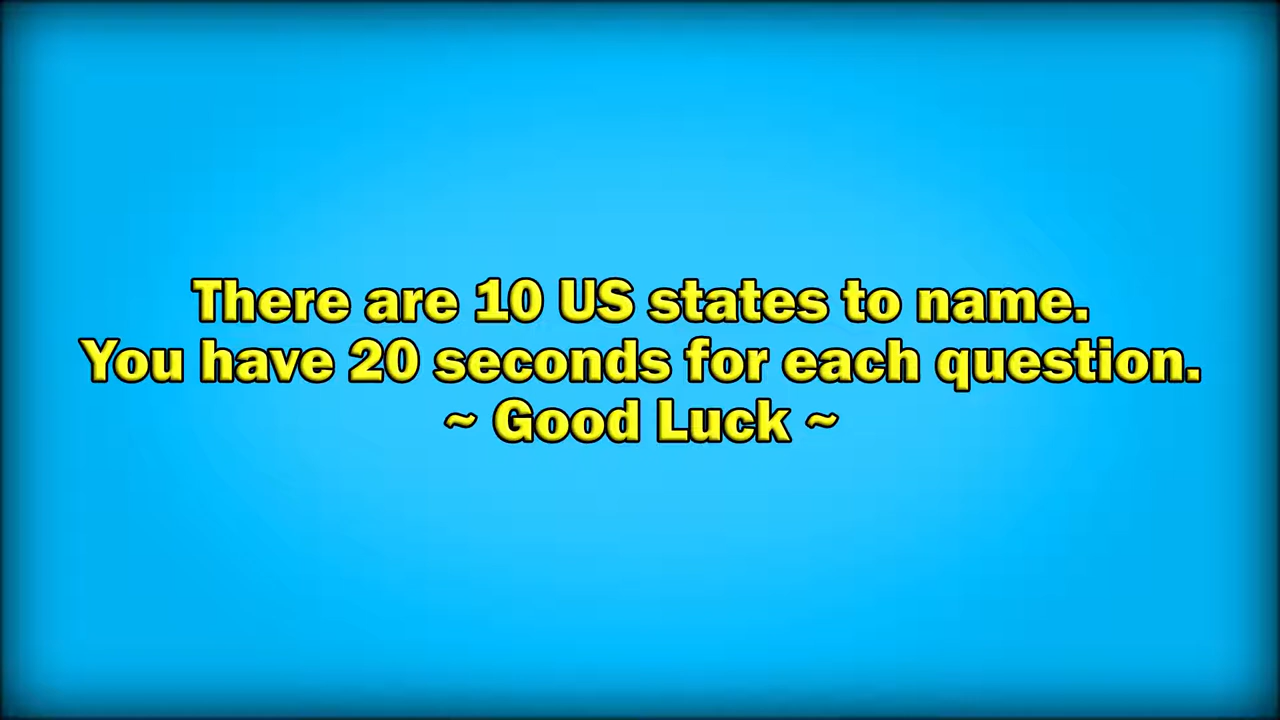 There are 10 US states to name.
You have 20 seconds for each question.
~ Good Luck ~